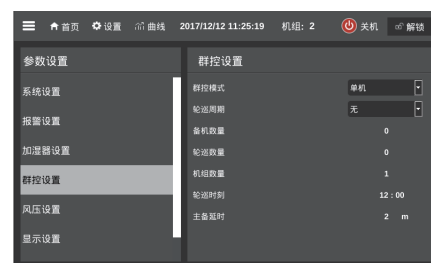 首页 设置 曲线 2017/12/12 11:25:19 机组: 2 关机 解锁
参数设置
系统设置
报警设置
加湿器设置
群控设置
风压设置
显示设置
群控设置
群控模式 单机
轮巡周期 无
备机数量 0
轮巡数量 0
机组数量 1
轮巡时刻 12 : 00
主备延时 2 m